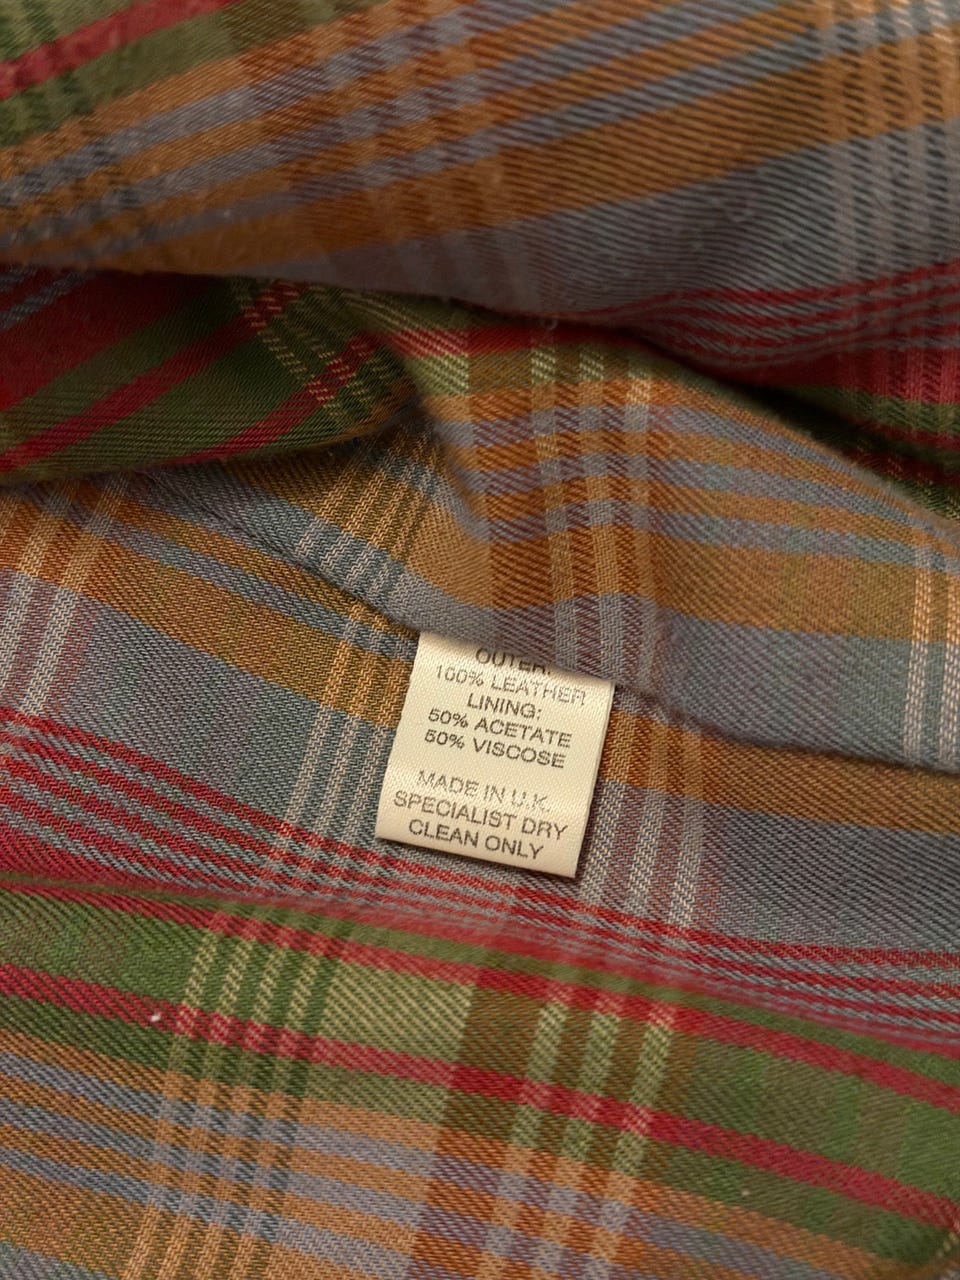 OUTER:
100% LEATHER
LINING:
50% ACETATE
50% VISCOSE
MADE IN U.K.
SPECIALIST DRY
CLEAN ONLY